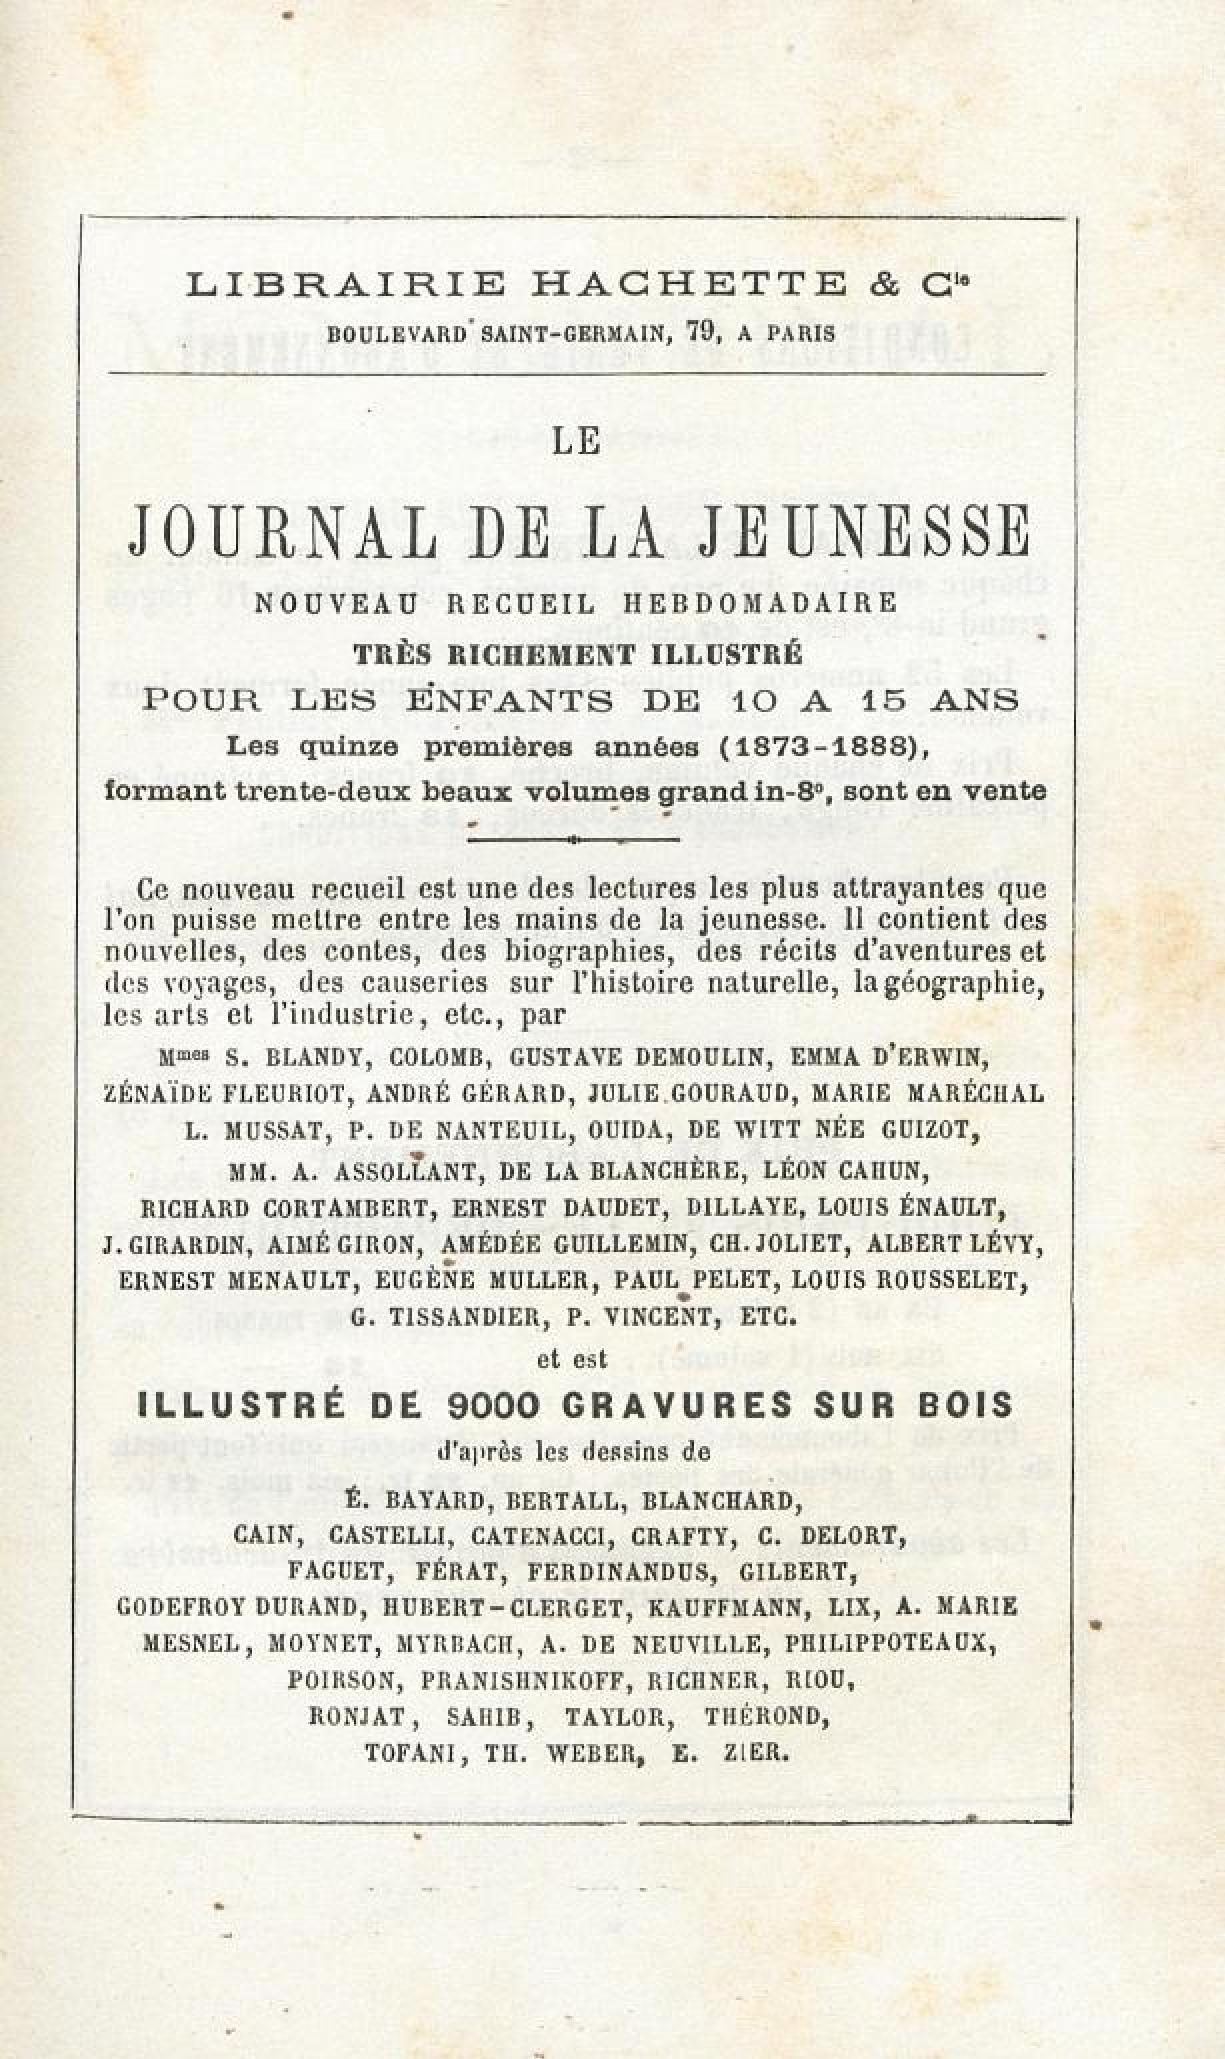 LIBRAIRIE HACHETTE & Cie
BOULEVARD SAINT-GERMAIN, 79, A PARIS
LE
JOURNAL DE LA JEUNESSE
NOUVEAU RECUEIL HEBDOMADAIRE
TRÈS RICHEMENT ILLUSTRÉ
POUR LES ENFANTS DE 10 A 15 ANS
Les quinze premières années (1873-1888),
formant trente-deux beaux volumes grand in-8º, sont en vente
Ce nouveau recueil est une des lectures les plus attrayantes que
l'on puisse mettre entre les mains de la jeunesse. Il contient des
nouvelles, des contes, des biographies, des récits d'aventures et
des voyages, des causeries sur l'histoire naturelle, la géographie,
les arts et l'industrie, etc., par
Mmes S. BLANDY, COLOMB, GUSTAVE DEMOULIN, EMMA D'ERWIN,
ZÉNAÏDE FLEURIOT, ANDRÉ GÉRARD, JULIE GOURAUD, MARIE MARÉCHAL
L. MUSSAT, P. DE NANTEUIL, OUIDA, DE WITT NÉE GUIZOT,
MM. A. ASSOLLANT, DE LA BLANCHÈRE, LÉON CAHUN,
RICHARD CORTAMBERT, ERNEST DAUDET, DILLAYE, LOUIS ÉNAULT,
J. GIRARDIN, AIMÉ GIRON, AMÉDÉE GUILLEMIN, CH. JOLIET, ALBERT LÉVY,
ERNEST MENAULT, EUGÈNE MULLER, PAUL PELET, LOUIS ROUSSELET,
G. TISSANDIER, P. VINCENT, ETC.
et est
ILLUSTRÉ DE 9000 GRAVURES SUR BOIS
d'après les dessins de
É. BAYARD, BERTALL, BLANCHARD,
CAIN, CASTELLI, CATENACCI, CRAFTY, C. DELORT,
FAGUET, FÉRAT, FERDINANDUS, GILBERT,
GODEFROY DURAND, HUBERT-CLERGET, KAUFFMANN, LIX, A. MARIE
MESNEL, MOYNET, MYRBACH, A. DE NEUVILLE, PHILIPPOTEAUX,
POIRSON, PRANISHNIKOFF, RICHNER, RIOU,
RONJAT, SAHIB, TAYLOR, THÉROND,
TOFANI, TH. WEBER, E. ZIER.